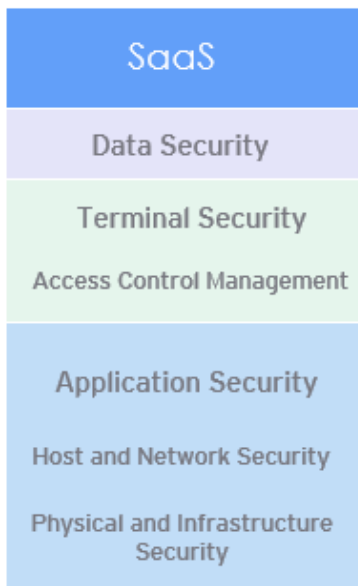 SaaS
Data Security
Terminal Security
Access Control Management
Application Security
Host and Network Security
Physical and Infrastructure
Security